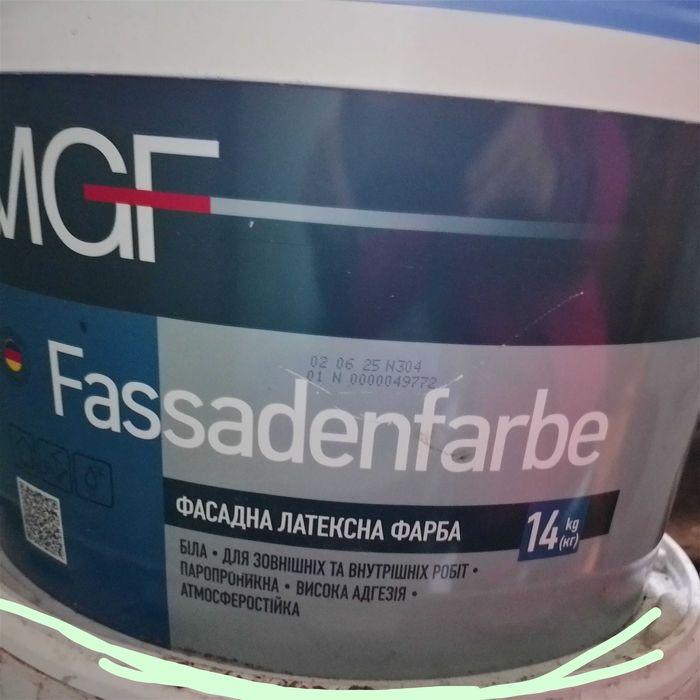 MGF
02 06 25 N304
01 N 0000049772
Fassadenfarbe
ФАСАДНА ЛАТЕКСНА ФАРБА
14 kg (кг)
БІЛА • ДЛЯ ЗОВНІШНІХ ТА ВНУТРІШНІХ РОБІТ •
ПАРОПРОНИКНА • ВИСОКА АДГЕЗІЯ •
АТМОСФЕРОСТІЙКА